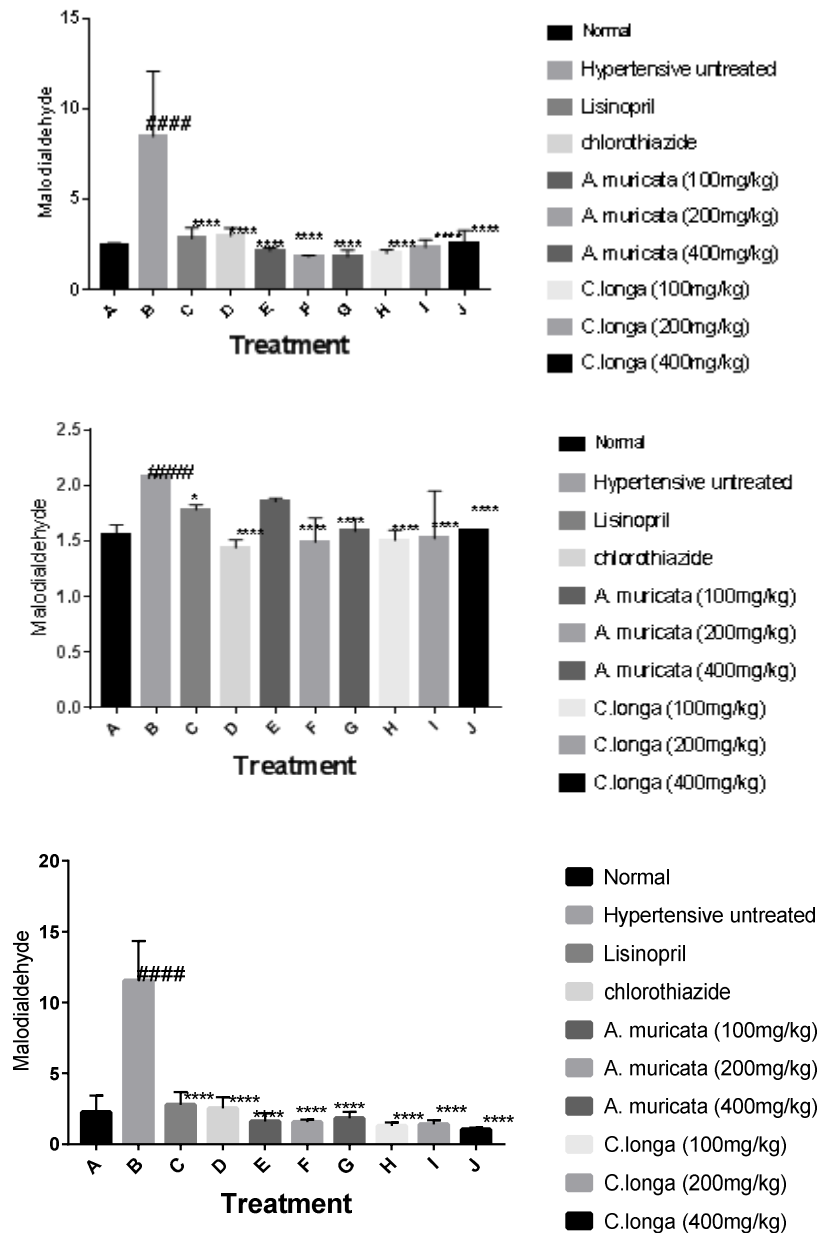 15
10
5
0
Malodialdehyde
####
****
****
****
****
****
****
****
****
A
B
C
D
E
F
G
H
I
J
Treatment
Normal
Hypertensive untreated
Lisinopril
chlorothiazide
A. muricata (100mg/kg)
A. muricata (200mg/kg)
A. muricata (400mg/kg)
C.longa (100mg/kg)
C.longa (200mg/kg)
C.longa (400mg/kg)
2.5
2.0
1.5
1.0
0.5
0.0
Malodialdehyde
#####
*
****
****
****
****
****
****
A
B
C
D
E
F
G
H
I
J
Treatment
Normal
Hypertensive untreated
Lisinopril
chlorothiazide
A. muricata (100mg/kg)
A. muricata (200mg/kg)
A. muricata (400mg/kg)
C.longa (100mg/kg)
C.longa (200mg/kg)
C.longa (400mg/kg)
20
15
10
5
0
Malodialdehyde
####
****
****
****
****
****
****
****
****
A
B
C
D
E
F
G
H
I
J
Treatment
Normal
Hypertensive untreated
Lisinopril
chlorothiazide
A. muricata (100mg/kg)
A. muricata (200mg/kg)
A. muricata (400mg/kg)
C.longa (100mg/kg)
C.longa (200mg/kg)
C.longa (400mg/kg)